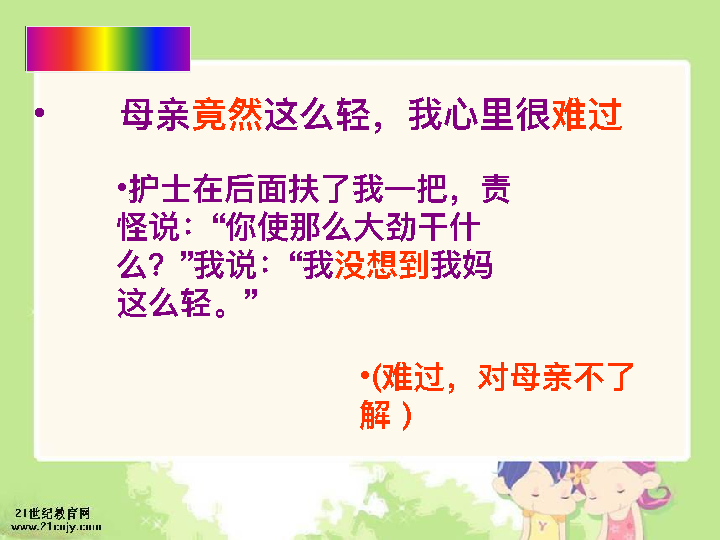 • 母亲竟然这么轻，我心里很难过
•护士在后面扶了我一把，责
怪说：“你使那么大劲干什
么？”我说：“我没想到我妈
这么轻。”
•(难过，对母亲不了
解 )
21世纪教育网
www.21cnjy.com